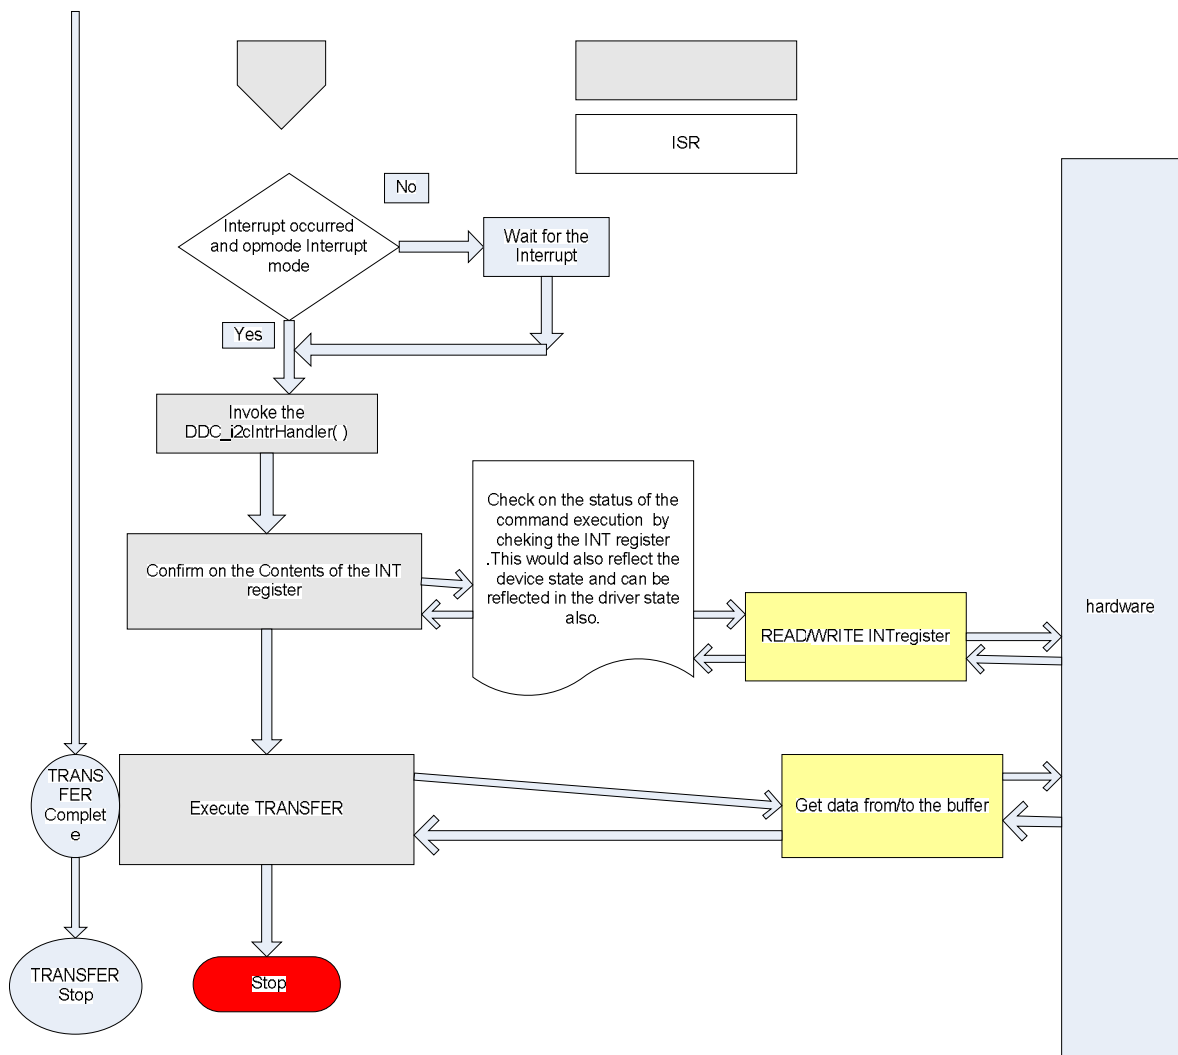 ISR
No
Interrupt occurred
and opmode Interrupt
mode
Wait for the
Interrupt
Yes
Invoke the
DDC_i2cIntrHandler( )
Check on the status of the
command execution  by
cheking the INT register
.This would also reflect the
device state and can be
reflected in the driver state
also.
Confirm on the Contents of the INT
register
READ/WRITE INTregister
hardware
TRANS
FER
Complet
e
Execute TRANSFER
Get data from/to the buffer
TRANSFER
Stop
Stop